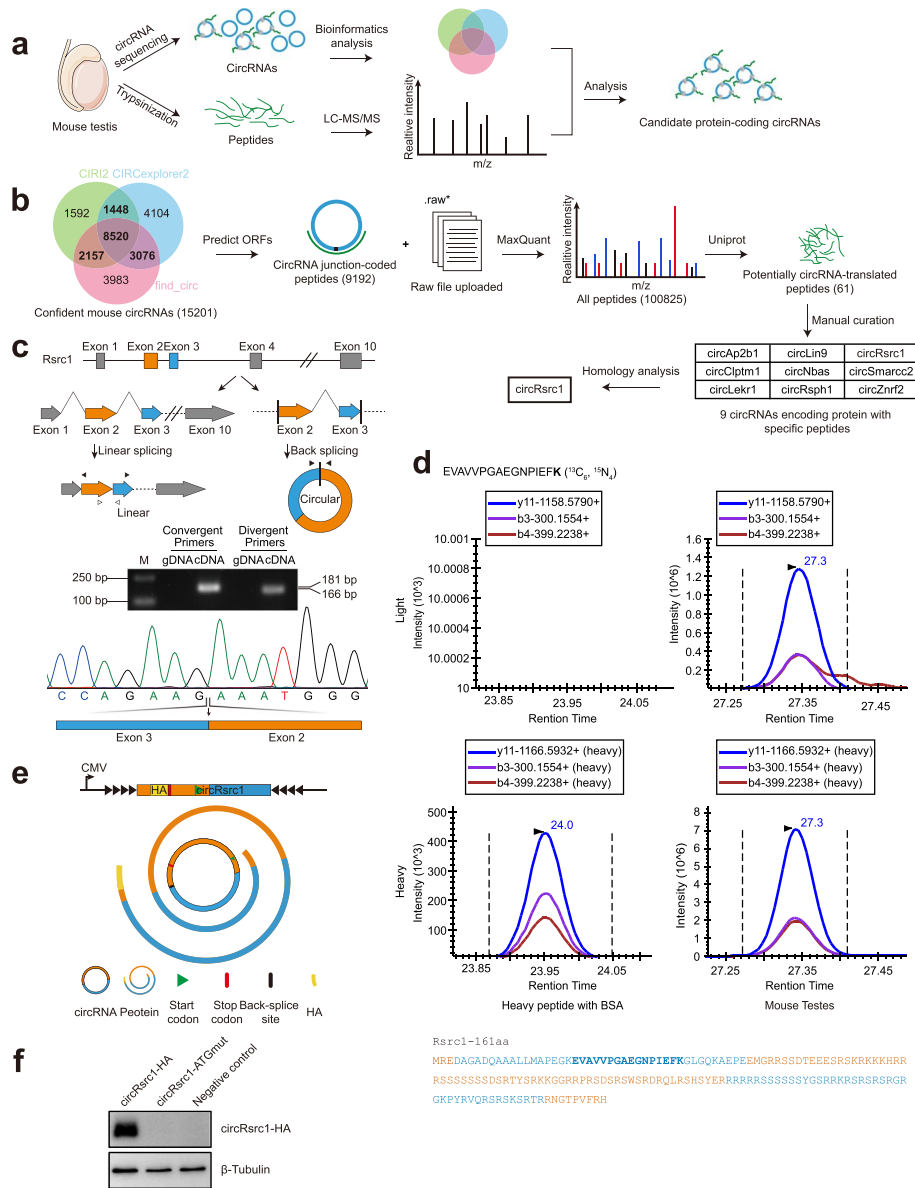 a
circRNA
sequencing
Trypsinization
Mouse testis
CircRNAs
Peptides
Bioinformatics
analysis
LC-MS/MS
Realtive intensity
m/z
Analysis
Candidate protein-coding circRNAs
b
CIRI2
CIRCexplorer2
1592
1448
4104
8520
2157
3076
3983
find_circ
Confident mouse circRNAs (15201)
Predict ORFs
CircRNA junction-coded
peptides (9192)
+
.raw*
Raw file uploaded
MaxQuant
Realitive intensity
m/z
All peptides (100825)
Uniprot
Potentially circRNA-translated
peptides (61)
Manual curation
circAp2b1 circLin9 circRsrc1
circClptm1 circNbas circSmarcc2
circLekr1 circRsph1 circZnrf2
9 circRNAs encoding protein with
specific peptides
Homology analysis
circRsrc1
c
Exon 1 Exon 2 Exon 3 Exon 4 Exon 10
Rsrc1
Exon 1 Exon 2 Exon 3 Exon 10
Exon 2 Exon 3
Linear splicing
Back splicing
Linear
Circular
Convergent
Primers
Divergent
Primers
M gDNA cDNA gDNA cDNA
250 bp
100 bp
181 bp
166 bp
C C A G A A G A A A T G G G
Exon 3 Exon 2
d
EVAVVPGAEGNPIEFK (¹³C₆, ¹⁵N₄)
y11-1158.5790+
b3-300.1554+
b4-399.2238+
Light
Intensity (10^3)
10.001
10.0008
10.0006
10.0004
10.0002
10
23.85 23.95 24.05
Rention Time
y11-1158.5790+
b3-300.1554+
b4-399.2238+
Intensity (10^6)
1.6
1.4
1.2
1.0
0.8
0.6
0.4
0.2
27.3
27.25 27.35 27.45
Rention Time
y11-1166.5932+ (heavy)
b3-300.1554+ (heavy)
b4-399.2238+ (heavy)
Heavy
Intensity (10^3)
500
400
300
200
100
24.0
23.85 23.95 24.05
Rention Time
Heavy peptide with BSA
y11-1166.5932+ (heavy)
b3-300.1554+ (heavy)
b4-399.2238+ (heavy)
Intensity (10^6)
8
7
6
5
4
3
2
1
0
27.3
27.25 27.35 27.45
Rention Time
Mouse Testes
Rsrc1-161aa
MREDAGADQAAALLMAPEGKEVAVVPGAEGNPIEFKGLGQKAEPEEMGRRSSDTEEESRSKRKKKHRR
RSSSSSSSDSRTYSRKKGGRRPRSDSRSWSRDRQLRSHSYERRRRRRSSSSSSYGSRRKRSRSRSRGR
GKPYRVQRSRSKSRTRRNGTPVFRH
e
CMV
HA
circRsrc1
circRNA
Peotein
Start
codon
Stop
codon
Back-splice
site
HA
f
circRsrc1-HA
circRsrc1-ATGmut
Negative control
circRsrc1-HA
β-Tubulin